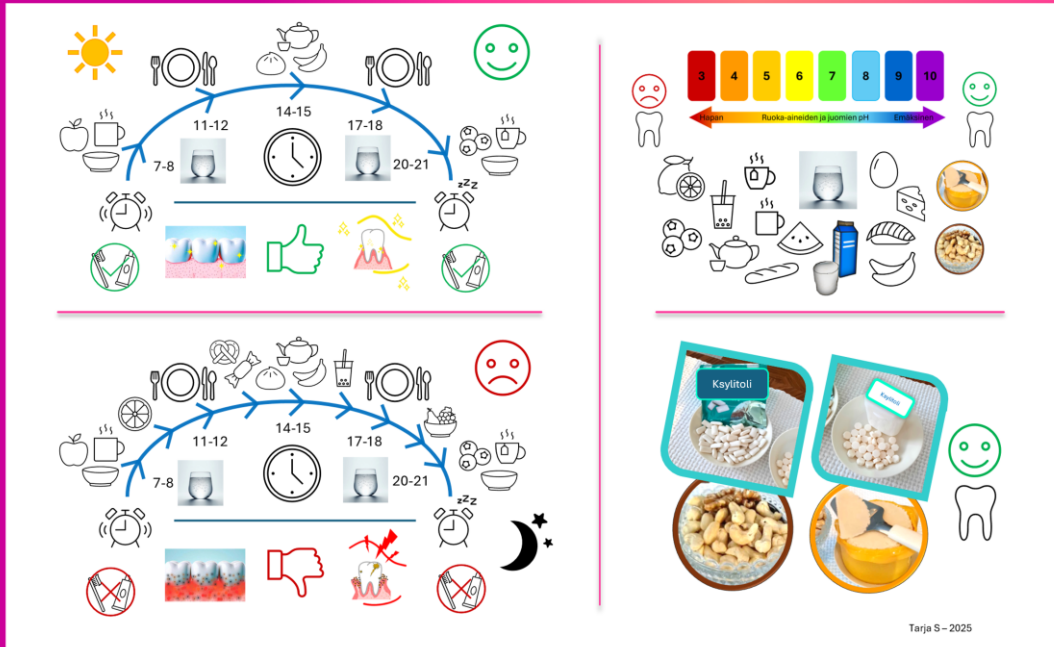 14-15
11-12
17-18
7-8
20-21
zZZ
3 4 5 6 7 8 9 10
Hapan Ruoka-aineiden ja juomien pH Emäksinen
14-15
11-12
17-18
7-8
20-21
zZZ
Ksylitoli
Ksylitoli
Tarja S – 2025